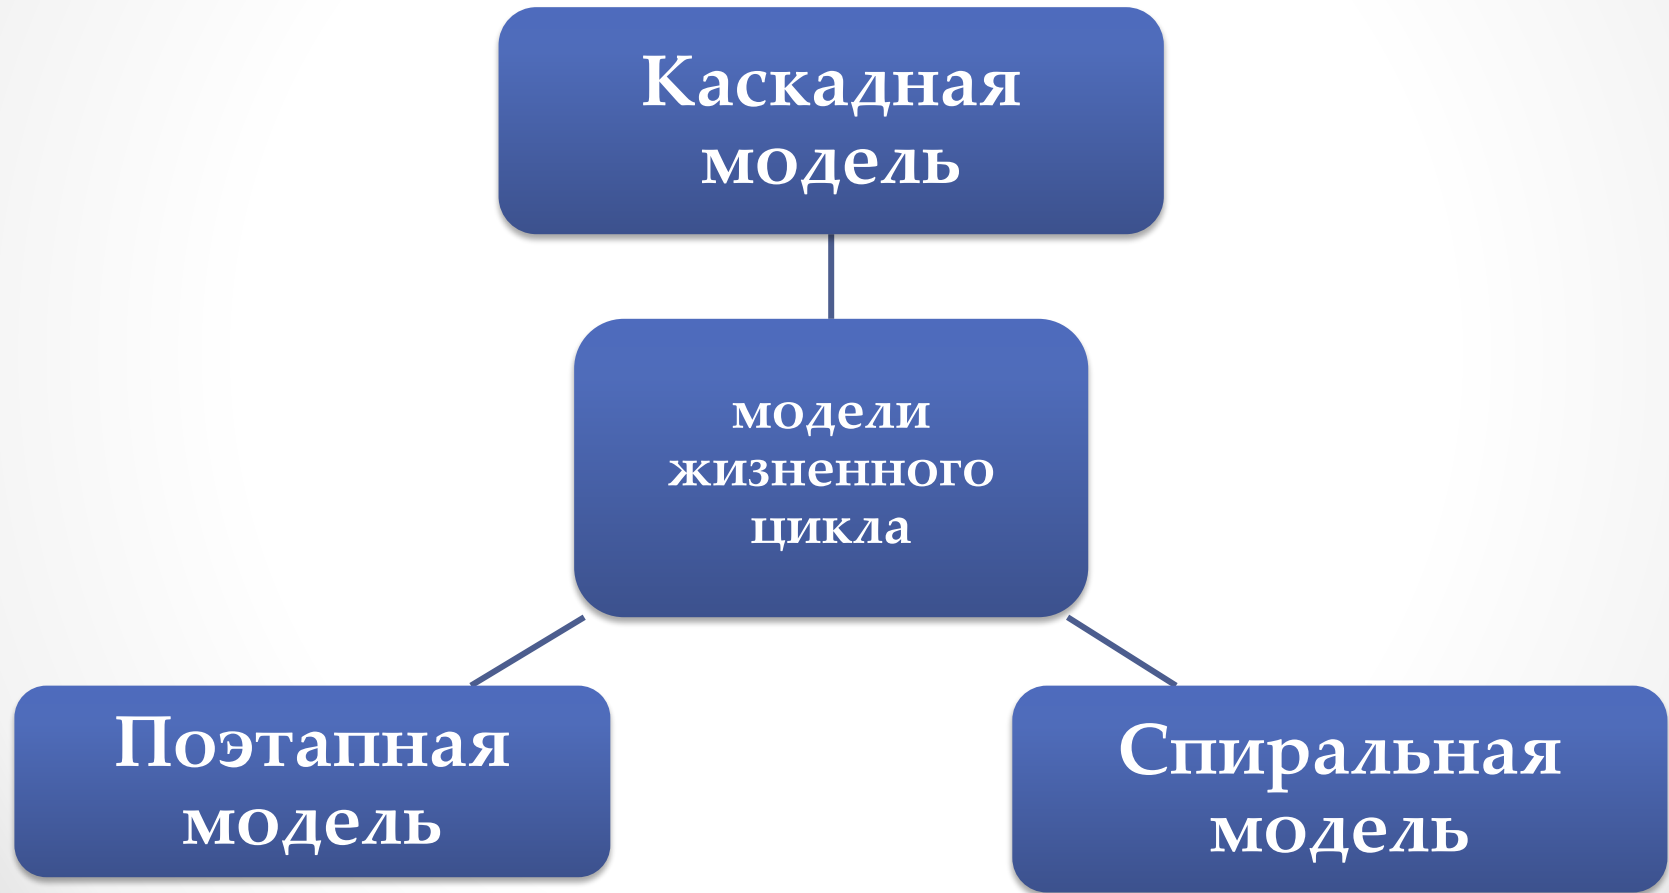 Каскадная
модель
модели
жизненного
цикла
Поэтапная
модель
Спиральная
модель